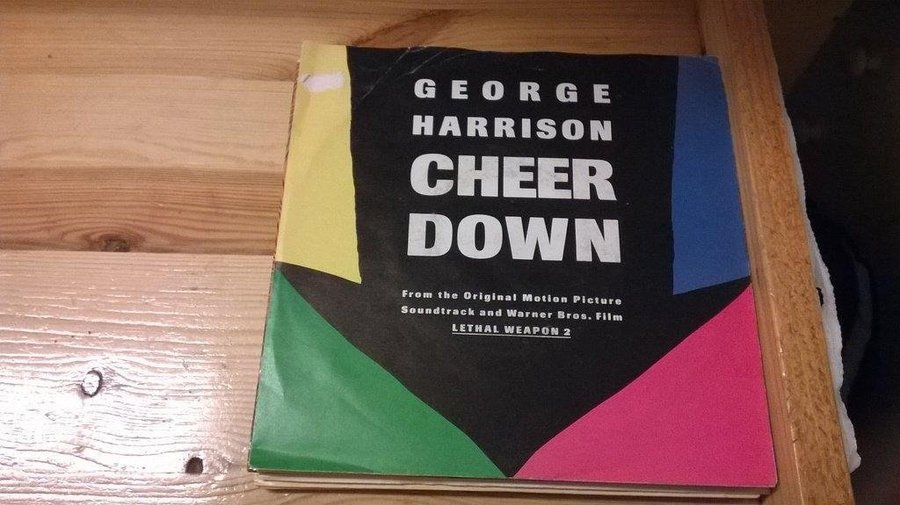 GEORGE
HARRISON
CHEER
DOWN
From the Original Motion Picture
Soundtrack and Warner Bros. Film
LETHAL WEAPON 2